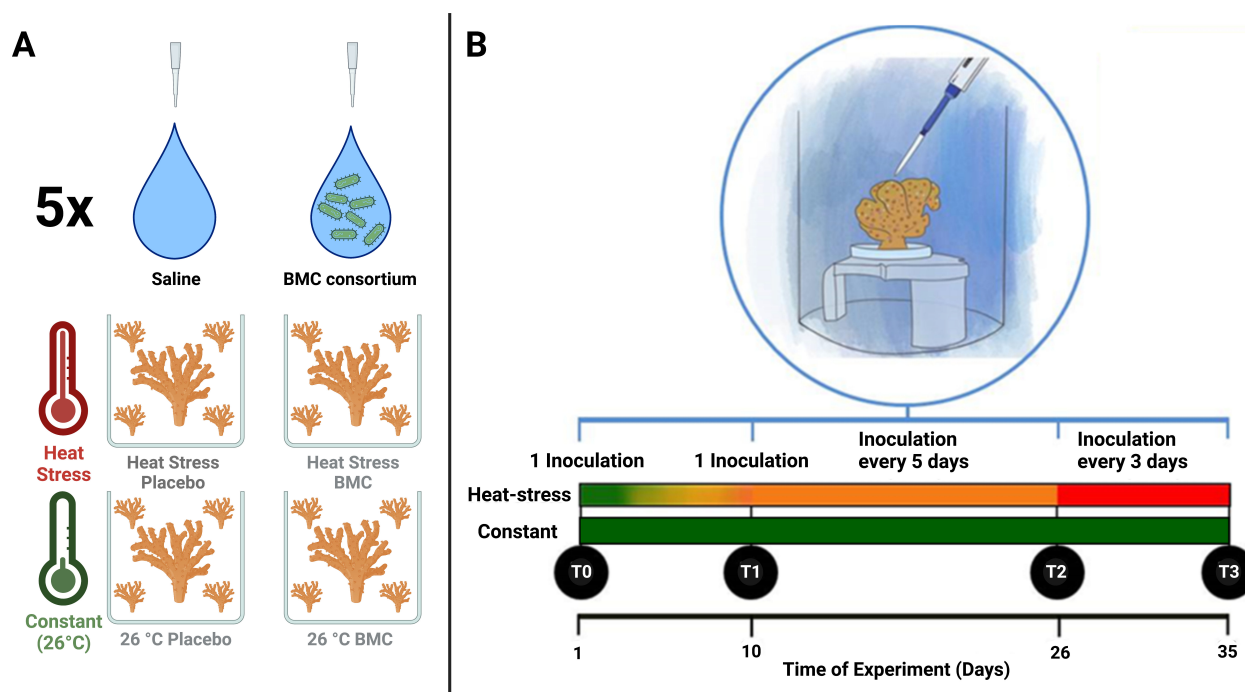 A
5x
Saline
BMC consortium
Heat
Stress
Heat Stress
Placebo
Heat Stress
BMC
Constant
(26°C)
26 °C Placebo
26 °C BMC
B
1 Inoculation
1 Inoculation
Inoculation
every 5 days
Inoculation
every 3 days
Heat-stress
Constant
T0
T1
T2
T3
1
10
26
35
Time of Experiment (Days)